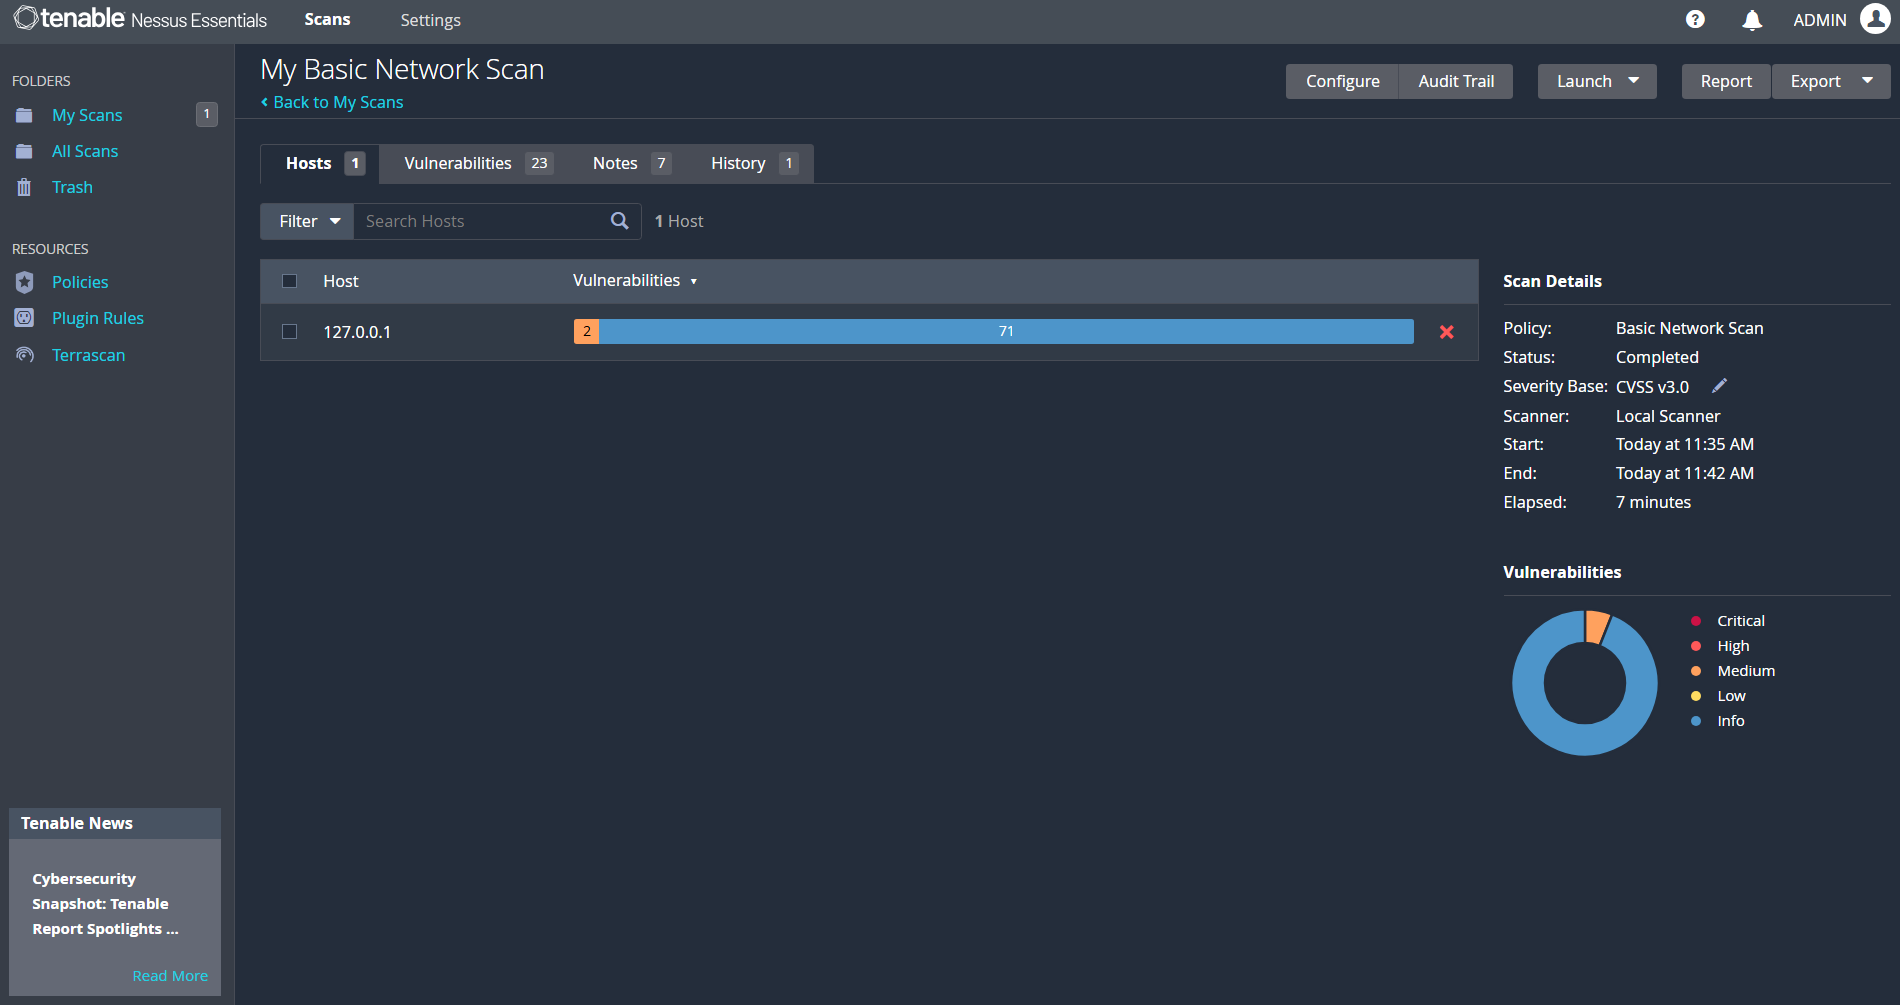 tenable Nessus Essentials
Scans
Settings
?
ADMIN
FOLDERS
My Scans
1
All Scans
Trash
RESOURCES
Policies
Plugin Rules
Terrascan
Tenable News
Cybersecurity
Snapshot: Tenable
Report Spotlights ...
Read More
My Basic Network Scan
Back to My Scans
Configure
Audit Trail
Launch
Report
Export
Hosts 1
Vulnerabilities 23
Notes 7
History 1
Filter
Search Hosts
1 Host
Host
Vulnerabilities
127.0.0.1
2
71
Scan Details
Policy: Basic Network Scan
Status: Completed
Severity Base: CVSS v3.0
Scanner: Local Scanner
Start: Today at 11:35 AM
End: Today at 11:42 AM
Elapsed: 7 minutes
Vulnerabilities
Critical
High
Medium
Low
Info